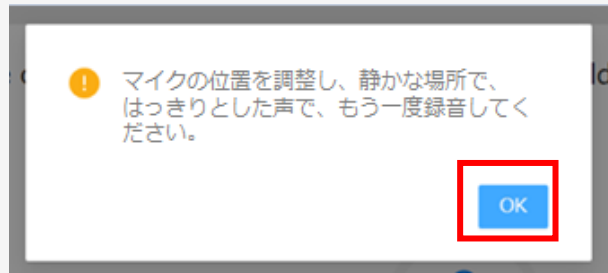 マイクの位置を調整し、静かな場所で、
はっきりとした声で、もう一度録音してく
ださい。
OK